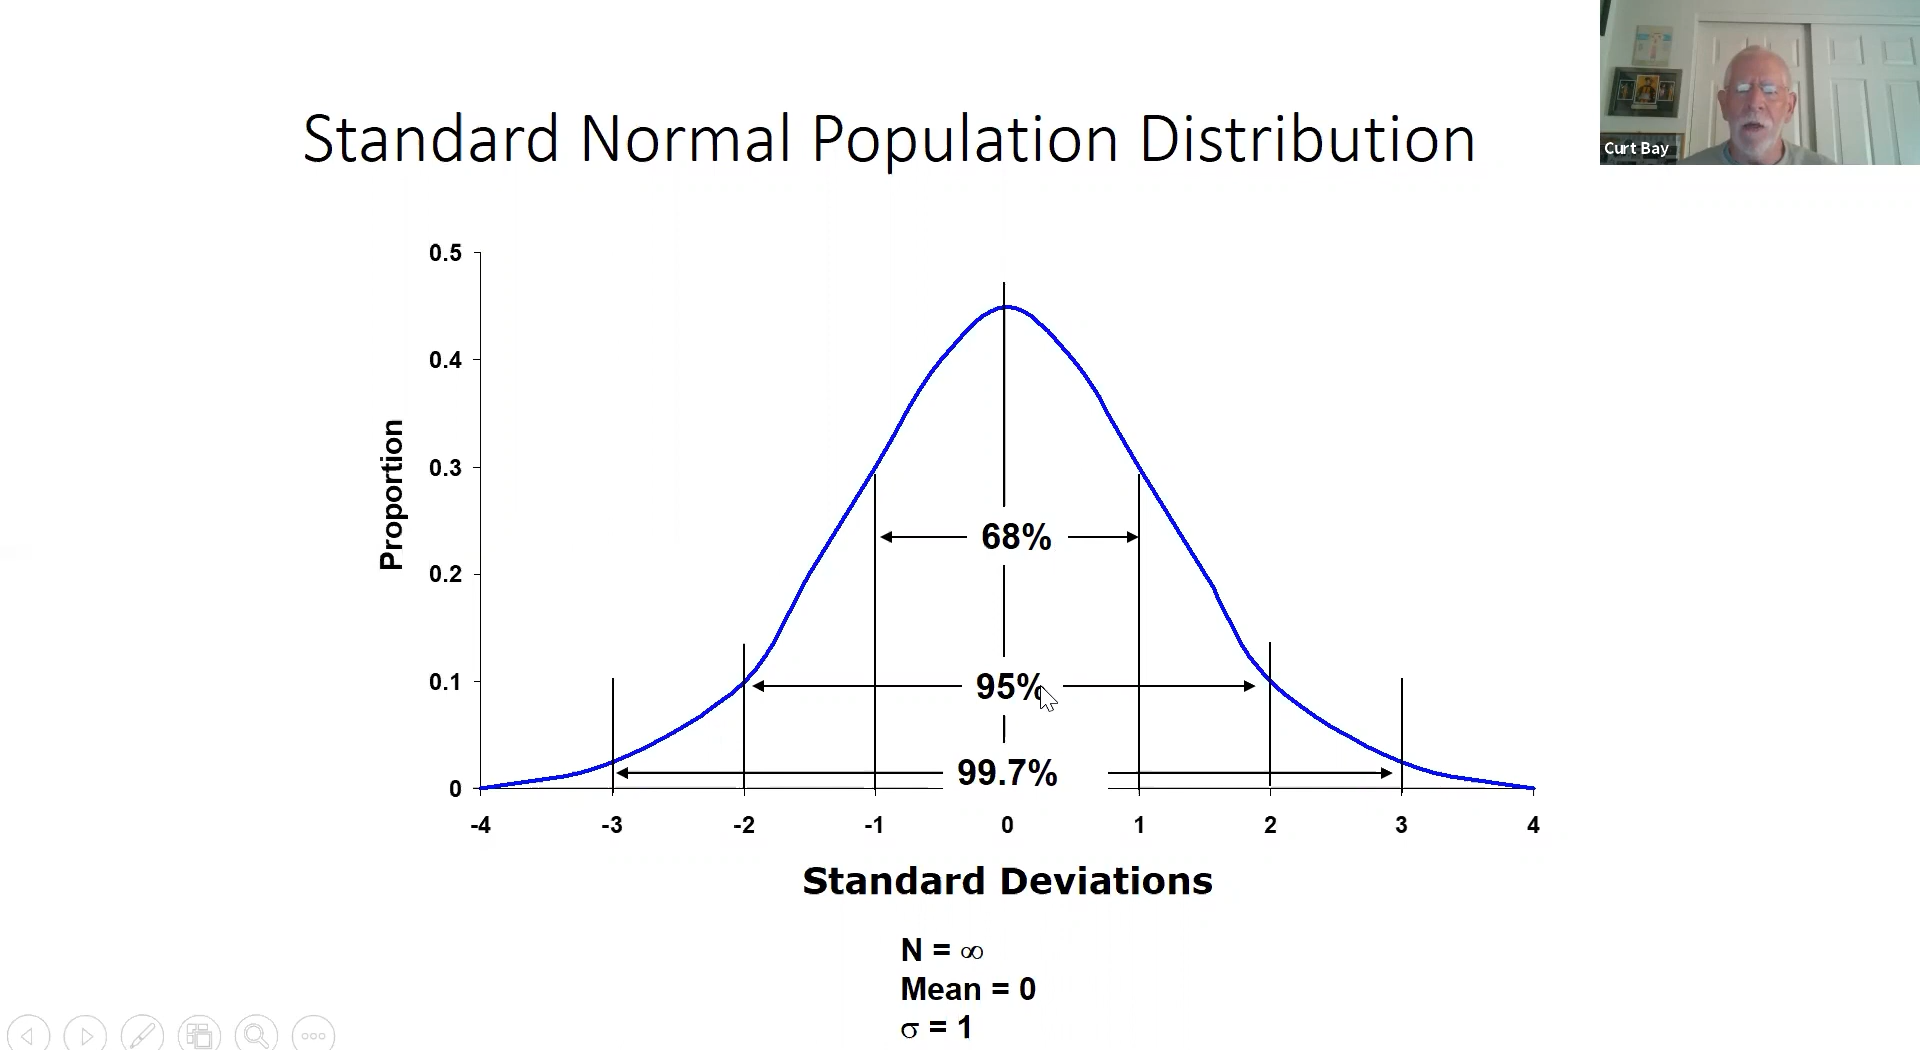 Standard Normal Population Distribution
Curt Bay
0.5
0.4
0.3
0.2
0.1
0
Proportion
68%
95%
99.7%
-4 -3 -2 -1 0 1 2 3 4
Standard Deviations
N = ∞
Mean = 0
σ = 1